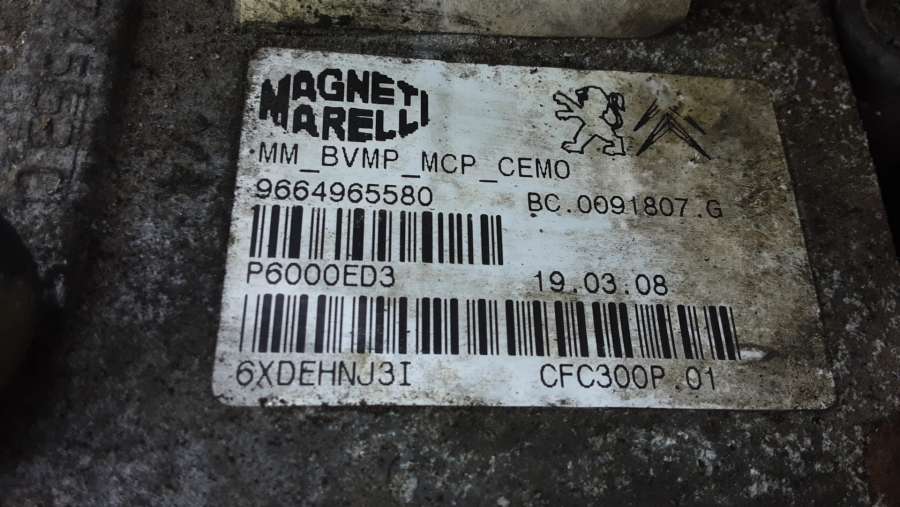 MAGNETI
MARELLI
MM_BVMP_MCP_CEMO
9664965580 BC.0091807.G
P6000ED3 19.03.08
6XDEHNJ3I CFC300P.01